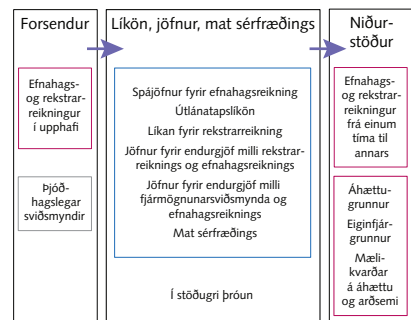 Forsendur
Efnahags-
og rekstrar-
reikningur
í upphafi
Þjóð-
hagslegar
sviðsmyndir
Líkön, jöfnur, mat sérfræðings
Spájöfnur fyrir efnahagsreikning
Útlánatapslíkön
Líkan fyrir rekstrarreikning
Jöfnur fyrir endurgjöf milli rekstrar-
reiknings og efnahagsreiknings
Jöfnur fyrir endurgjöf milli
fjármögnunarsviðsmynda og
efnahagsreiknings
Mat sérfræðings
Í stöðugri þróun
Niður-
stöður
Efnahags-
og rekstrar-
reikningur
frá einum
tíma til
annars
Áhættu-
grunnur
Eiginfjár-
grunnur
Mæli-
kvarðar
á áhættu
og arðsemi